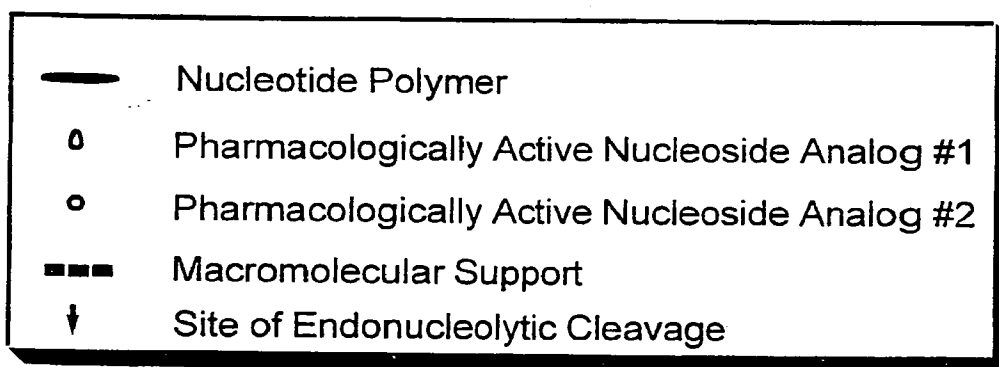 Nucleotide Polymer
Pharmacologically Active Nucleoside Analog #1
Pharmacologically Active Nucleoside Analog #2
Macromolecular Support
Site of Endonucleolytic Cleavage